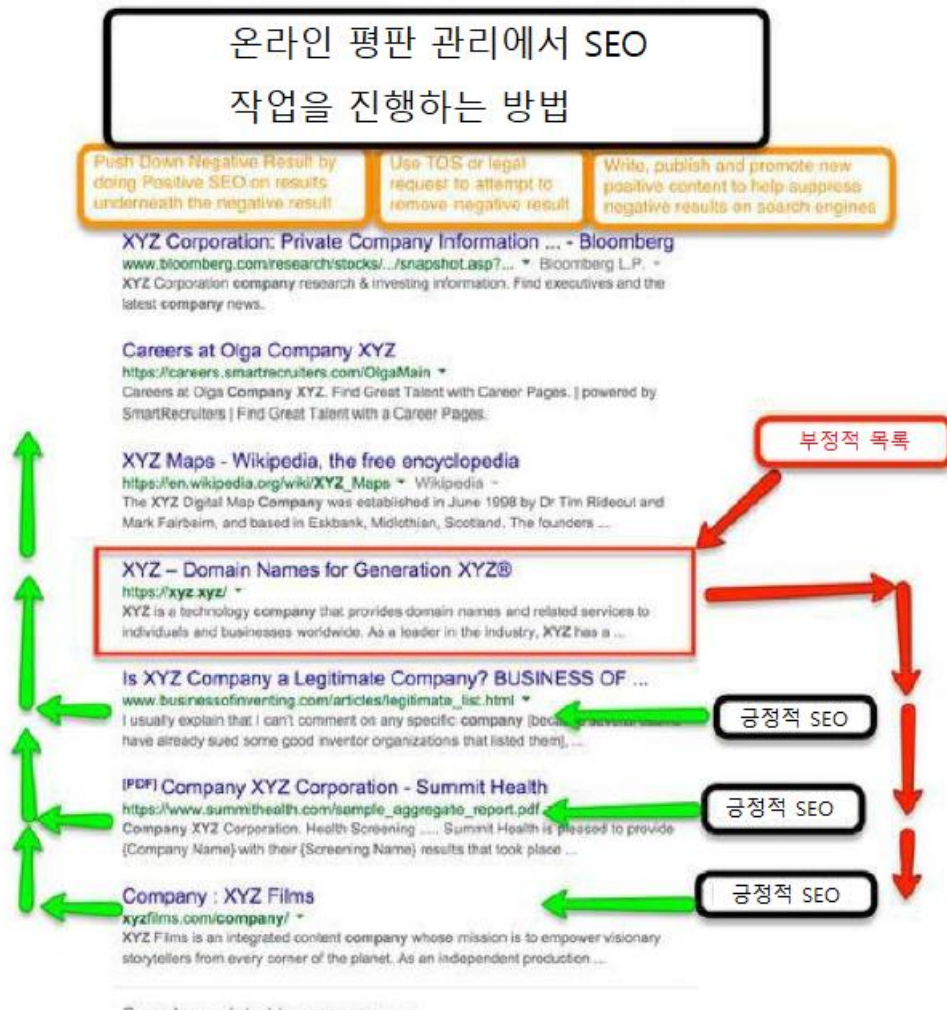 온라인 평판 관리에서 SEO
작업을 진행하는 방법
Push Down Negative Result by
doing Positive SEO on results
underneath the negative result
Use TOS or legal
request to attempt to
remove negative result
Write, publish and promote new
positive content to help suppress
negative results on search engines
XYZ Corporation: Private Company Information ... - Bloomberg
www.bloomberg.com/research/stocks/.../snapshot.asp?... Bloomberg L.P.
XYZ Corporation company research & investing information. Find executives and the
latest company news.
Careers at Olga Company XYZ
https://careers.smartrecruiters.com/OlgaMain
Careers at Olga Company XYZ. Find Great Talent with Career Pages. | powered by
SmartRecruiters | Find Great Talent with a Career Pages.
부정적 목록
XYZ Maps - Wikipedia, the free encyclopedia
https://en.wikipedia.org/wiki/XYZ_Maps Wikipedia
The XYZ Digital Map Company was established in June 1998 by Dr Tim Rideout and
Mark Fairbairn, and based in Eskbank, Midlothian, Scotland. The founders ...
XYZ – Domain Names for Generation XYZ®
https://xyz.xyz/
XYZ is a technology company that provides domain names and related services to
individuals and businesses worldwide. As a leader in the industry, XYZ has a ...
Is XYZ Company a Legitimate Company? BUSINESS OF ...
www.businessofinventing.com/articles/legitimate_list.html
I usually explain that I can't comment on any specific company
have already sued some good inventor organizations that listed them], ...
긍정적 SEO
[PDF] Company XYZ Corporation - Summit Health
https://www.summithealth.com/sample_aggregate_report.pdf
Company XYZ Corporation. Health Screening ..... Summit Health is pleased to provide
{Company Name} with their {Screening Name} results that took place ...
긍정적 SEO
Company : XYZ Films
xyzfilms.com/company/
XYZ Films is an integrated content company whose mission is to empower visionary
storytellers from every corner of the planet. As an independent production ...
긍정적 SEO